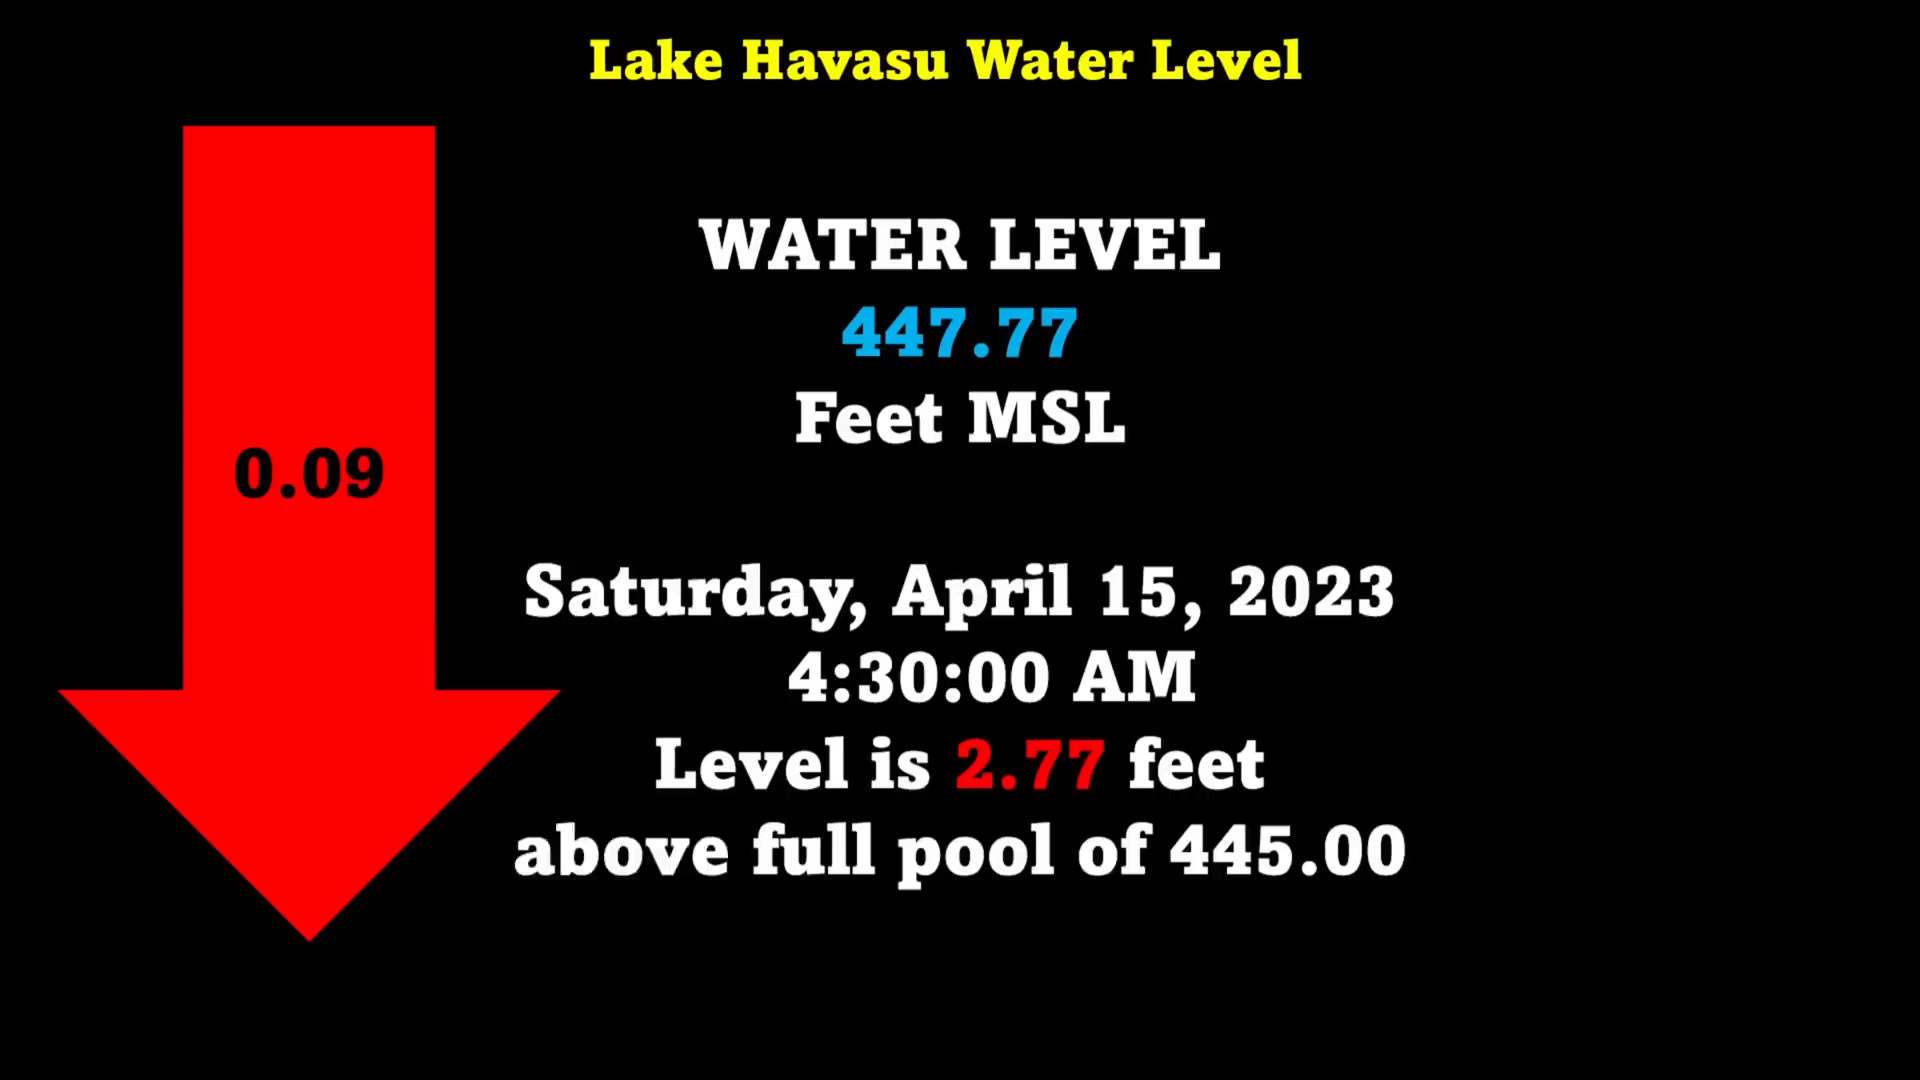 Lake Havasu Water Level
WATER LEVEL
447.77
Feet MSL
0.09
Saturday, April 15, 2023
4:30:00 AM
Level is 2.77 feet
above full pool of 445.00